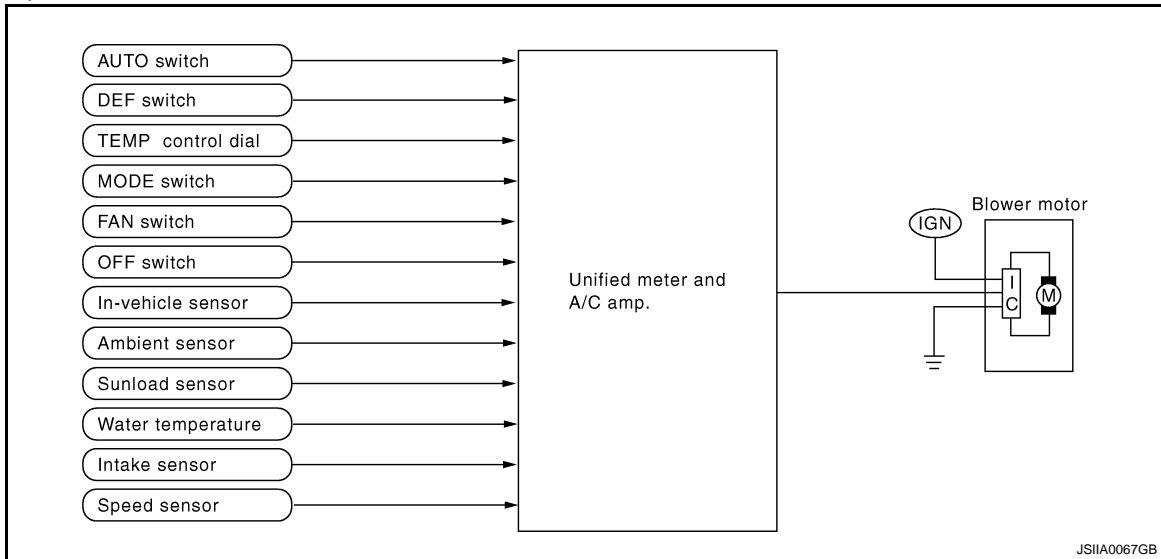 AUTO switch
DEF switch
TEMP control dial
MODE switch
FAN switch
OFF switch
In-vehicle sensor
Ambient sensor
Sunload sensor
Water temperature
Intake sensor
Speed sensor
Unified meter and
A/C amp.
Blower motor
IGN
I
C
M
JSIIA0067GB